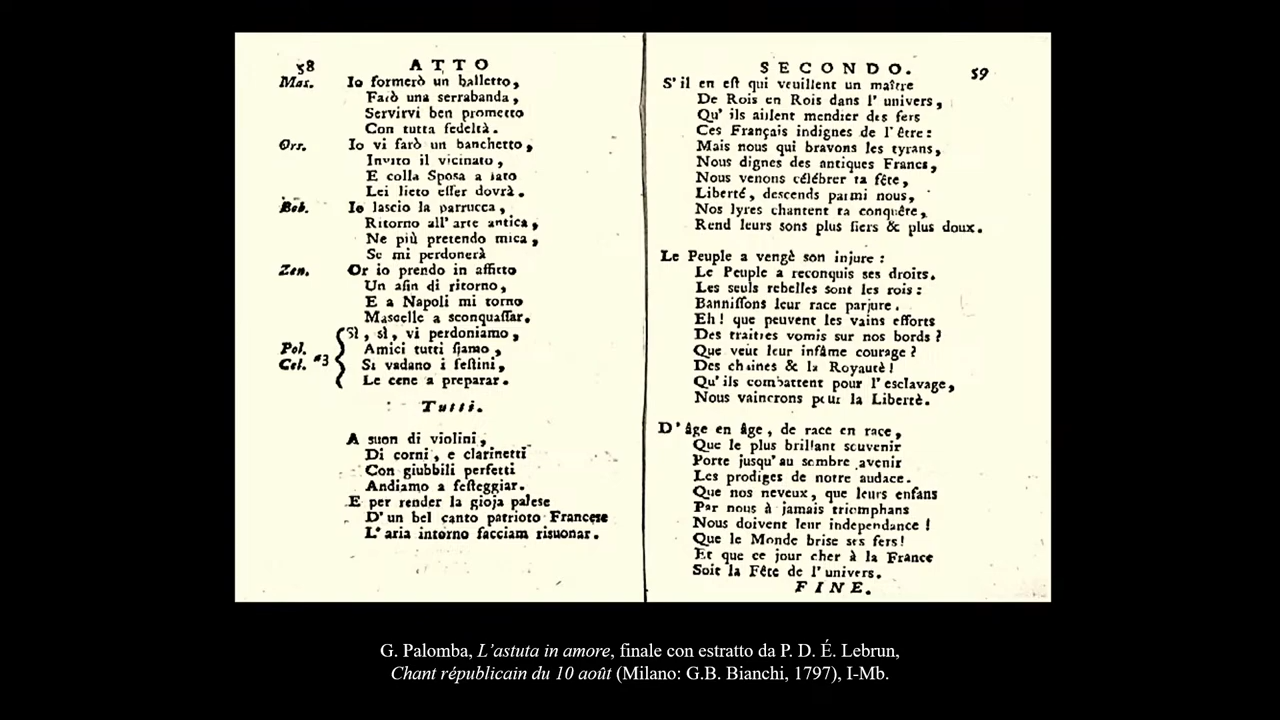 58 ATTO
Mas. Io formerò un balletto,
Farò una serrabanda,
Servirvi ben prometto
Con tutta fedeltà.
Ors. Io vi farò un banchetto,
Invito il vicinato,
E colla Sposa a lato
Lei lieto esser dovrà.
Bob. Io lascio la parrucca,
Ritorno all' arte antica,
Ne più pretendo mica,
Se mi perdonerà
Zen. Or io prendo in affitto
Un asin di ritorno,
E a Napoli mi torno
Mascelle a sconquassar.
Sì, sì, vi perdoniamo,
Pol. Amici tutti siamo,
Cel. a3 Si vadano i festini,
Le cene a preparar.
Tutti.
A suon di violini,
Di corni, e clarinetti
Con giubbili perfetti
Andiamo a festeggiar.
E per render la gioja palese
D'un bel canto patrioto Francese
L'aria intorno facciam risuonar.
SECONDO. 59
S'il en est qui veuillent un maître
De Rois en Rois dans l'univers,
Qu'ils aillent mendier des fers
Ces Français indignes de l'être:
Mais nous qui bravons les tyrans,
Nous dignes des antiques Francs,
Nous venons célébrer ta fête,
Liberté, descends parmi nous,
Nos lyres chantent ta conquête,
Rend leurs sons plus fiers & plus doux.
Le Peuple a vengè son injure:
Le Peuple a reconquis ses droits.
Les seuls rebelles sont les rois:
Bannissons leur race parjure.
Eh! que peuvent les vains efforts
Des traitres vomis sur nos bords?
Que veut leur infâme courage?
Des chaines & la Royauté!
Qu'ils combattent pour l'esclavage,
Nous vaincrons pour la Libertè.
D'âge en âge, de race en race,
Que le plus brillant souvenir
Porte jusqu'au sombre avenir
Les prodiges de notre audace.
Que nos neveux, que leurs enfans
Par nous à jamais triomphans
Nous doivent leur independance!
Que le Monde brise ses fers!
Et que ce jour cher à la France
Soit la Fête de l'univers.
FINE.
G. Palomba, L'astuta in amore, finale con estratto da P. D. É. Lebrun,
Chant républicain du 10 août (Milano: G.B. Bianchi, 1797), I-Mb.